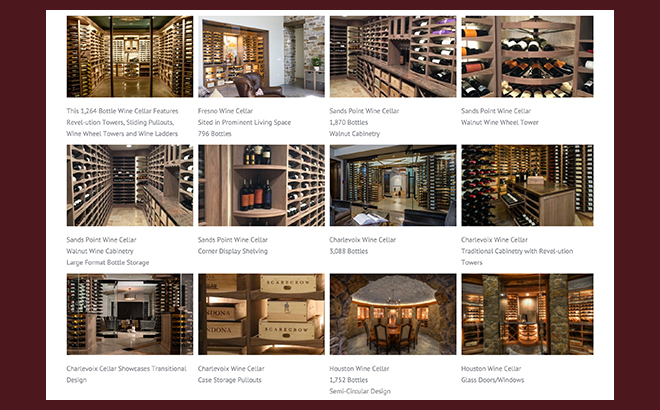 This 1,264 Bottle Wine Cellar Features
Revel-ution Towers, Sliding Pullouts,
Wine Wheel Towers and Wine Ladders
Fresno Wine Cellar
Sited in Prominent Living Space
796 Bottles
Sands Point Wine Cellar
1,870 Bottles
Walnut Cabinetry
Sands Point Wine Cellar
Walnut Wine Wheel Tower
Sands Point Wine Cellar
Walnut Wine Cabinetry
Large Format Bottle Storage
Sands Point Wine Cellar
Corner Display Shelving
Charlevoix Wine Cellar
3,088 Bottles
Charlevoix Wine Cellar
Traditional Cabinetry with Revel-ution
Towers
SCARECROW
DONA
SCARECROW
Charlevoix Cellar Showcases Transitional
Design
Charlevoix Wine Cellar
Case Storage Pullouts
Houston Wine Cellar
1,752 Bottles
Semi-Circular Design
Houston Wine Cellar
Glass Doors/Windows